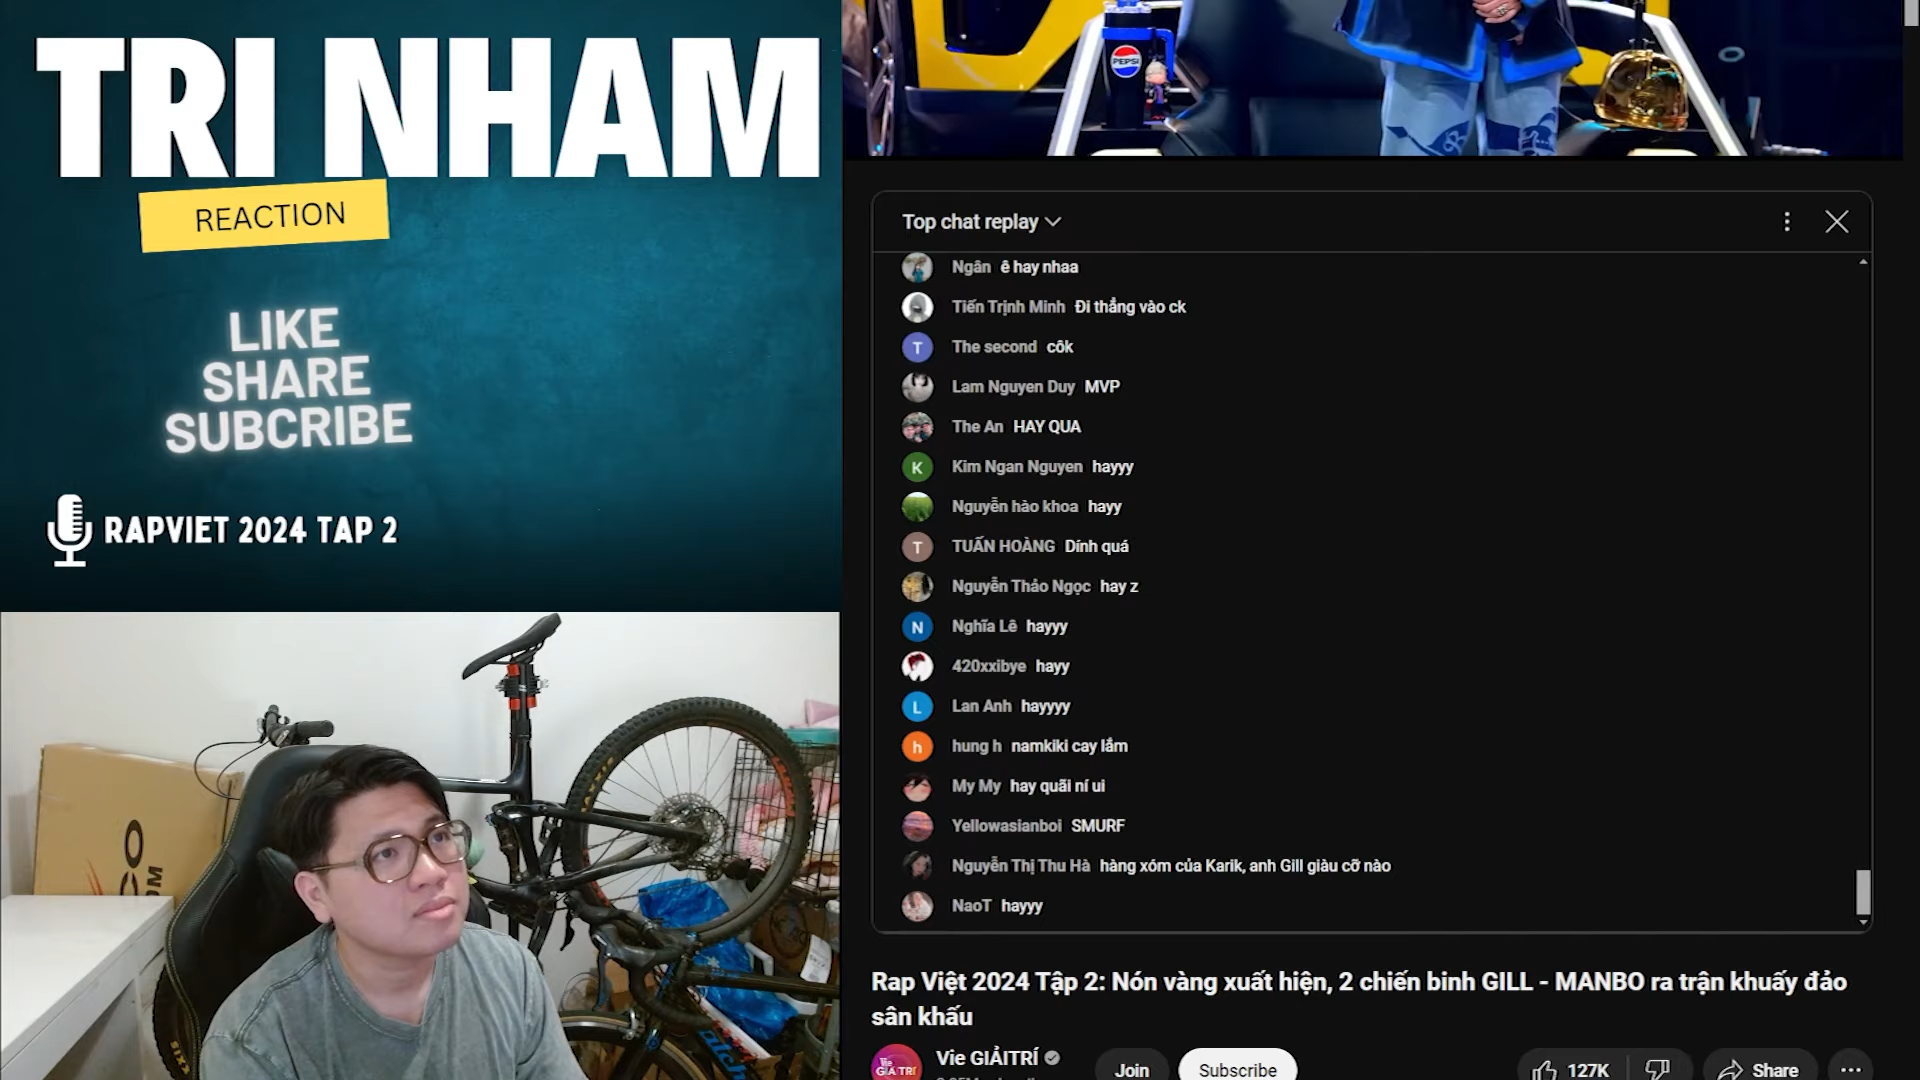 TRI NHAM
REACTION
LIKE
SHARE
SUBCRIBE
RAPVIET 2024 TAP 2
PEPSI
Top chat replay
Ngân ê hay nhaa
Tiến Trịnh Minh Đi thẳng vào ck
T The second côk
Lam Nguyen Duy MVP
The An HAY QUA
K Kim Ngan Nguyen hayyy
Nguyễn hào khoa hayy
T TUẤN HOÀNG Dính quá
Nguyễn Thảo Ngọc hay z
N Nghĩa Lê hayyy
420xxibye hayy
L Lan Anh hayyyy
h hung h namkiki cay lắm
My My hay quãi ní ui
Yellowasianboi SMURF
Nguyễn Thị Thu Hà hàng xóm của Karik, anh Gill giàu cỡ nào
NaoT hayyy
Rap Việt 2024 Tập 2: Nón vàng xuất hiện, 2 chiến binh GILL - MANBO ra trận khuấy đảo
sân khấu
Vie GIẢITRÍ
Join
Subscribe
127K
Share
MAXXIS